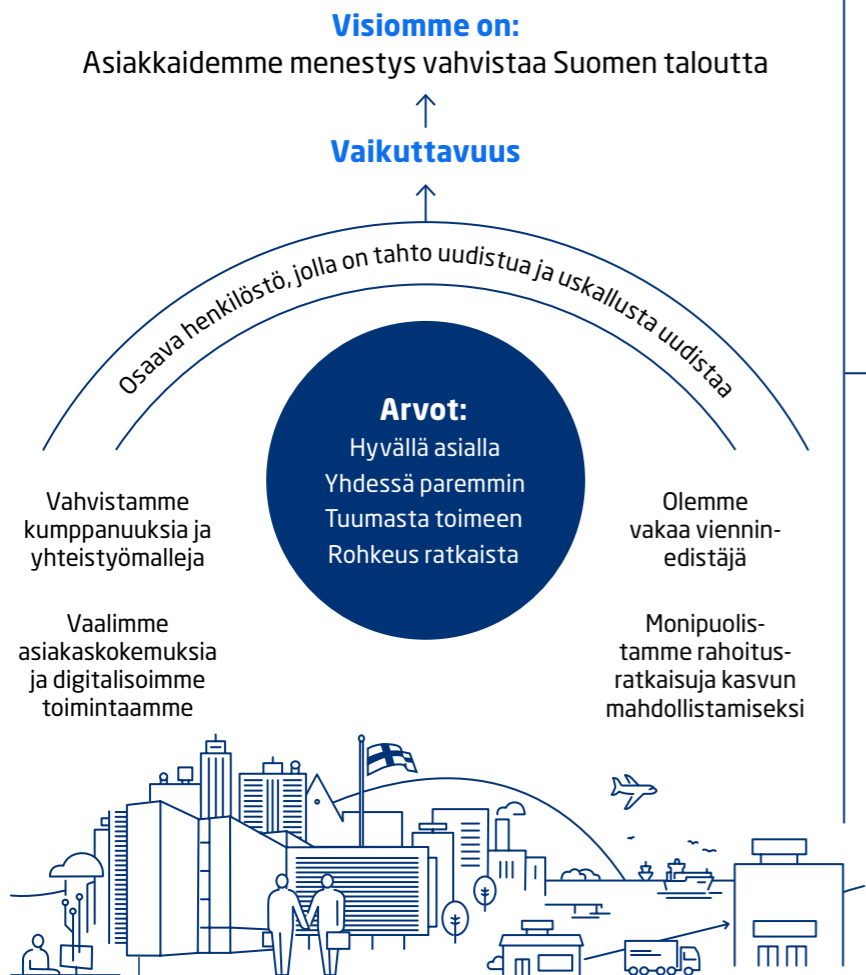 Visiomme on:
Asiakkaidemme menestys vahvistaa Suomen taloutta
Vaikuttavuus
Osaava henkilöstö, jolla on tahto uudistua ja uskallusta uudistaa
Arvot:
Hyvällä asialla
Yhdessä paremmin
Tuumasta toimeen
Rohkeus ratkaista
Vahvistamme
kumppanuuksia ja
yhteistyömalleja
Vaalimme
asiakaskokemuksia
ja digitalisoimme
toimintaamme
Olemme
vakaa viennin-
edistäjä
Monipuolis-
tamme rahoitus-
ratkaisuja kasvun
mahdollistamiseksi